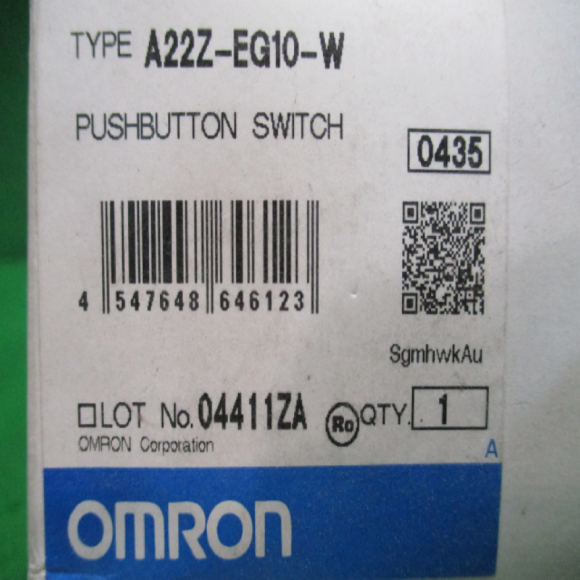 TYPE A22Z-EG10-W
PUSHBUTTON SWITCH
0435
4 547648 646123
SgmhwkAu
LOT No. 04411ZA Ro QTY. 1
OMRON Corporation
A
OMRON